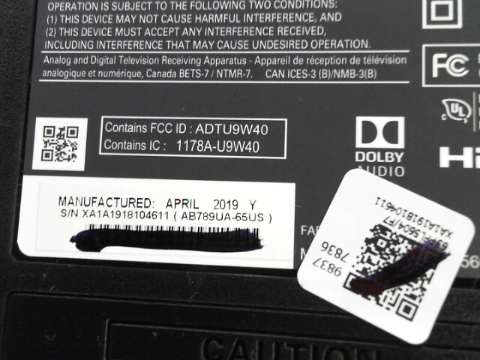 OPERATION IS SUBJECT TO THE FOLLOWING TWO CONDITIONS:
(1) THIS DEVICE MAY NOT CAUSE HARMFUL INTERFERENCE, AND
(2) THIS DEVICE MUST ACCEPT ANY INTERFERENCE RECEIVED,
INCLUDING INTERFERENCE THAT MAY CAUSE UNDESIRED OPERATION.
Analog and Digital Television Receiving Apparatus - Appareil de réception de télévision
analogique et numérique, Canada BETS-7 / NTMR-7. CAN ICES-3 (B)/NMB-3(B)
FC
Contains FCC ID : ADTU9W40
Contains IC : 1178A-U9W40
DOLBY
AUDIO
UL
MANUFACTURED: APRIL 2019 Y
S/N XA1A1918104611 ( AB789UA-65US )
XA1A1918104611
9837
7836
CAUTION